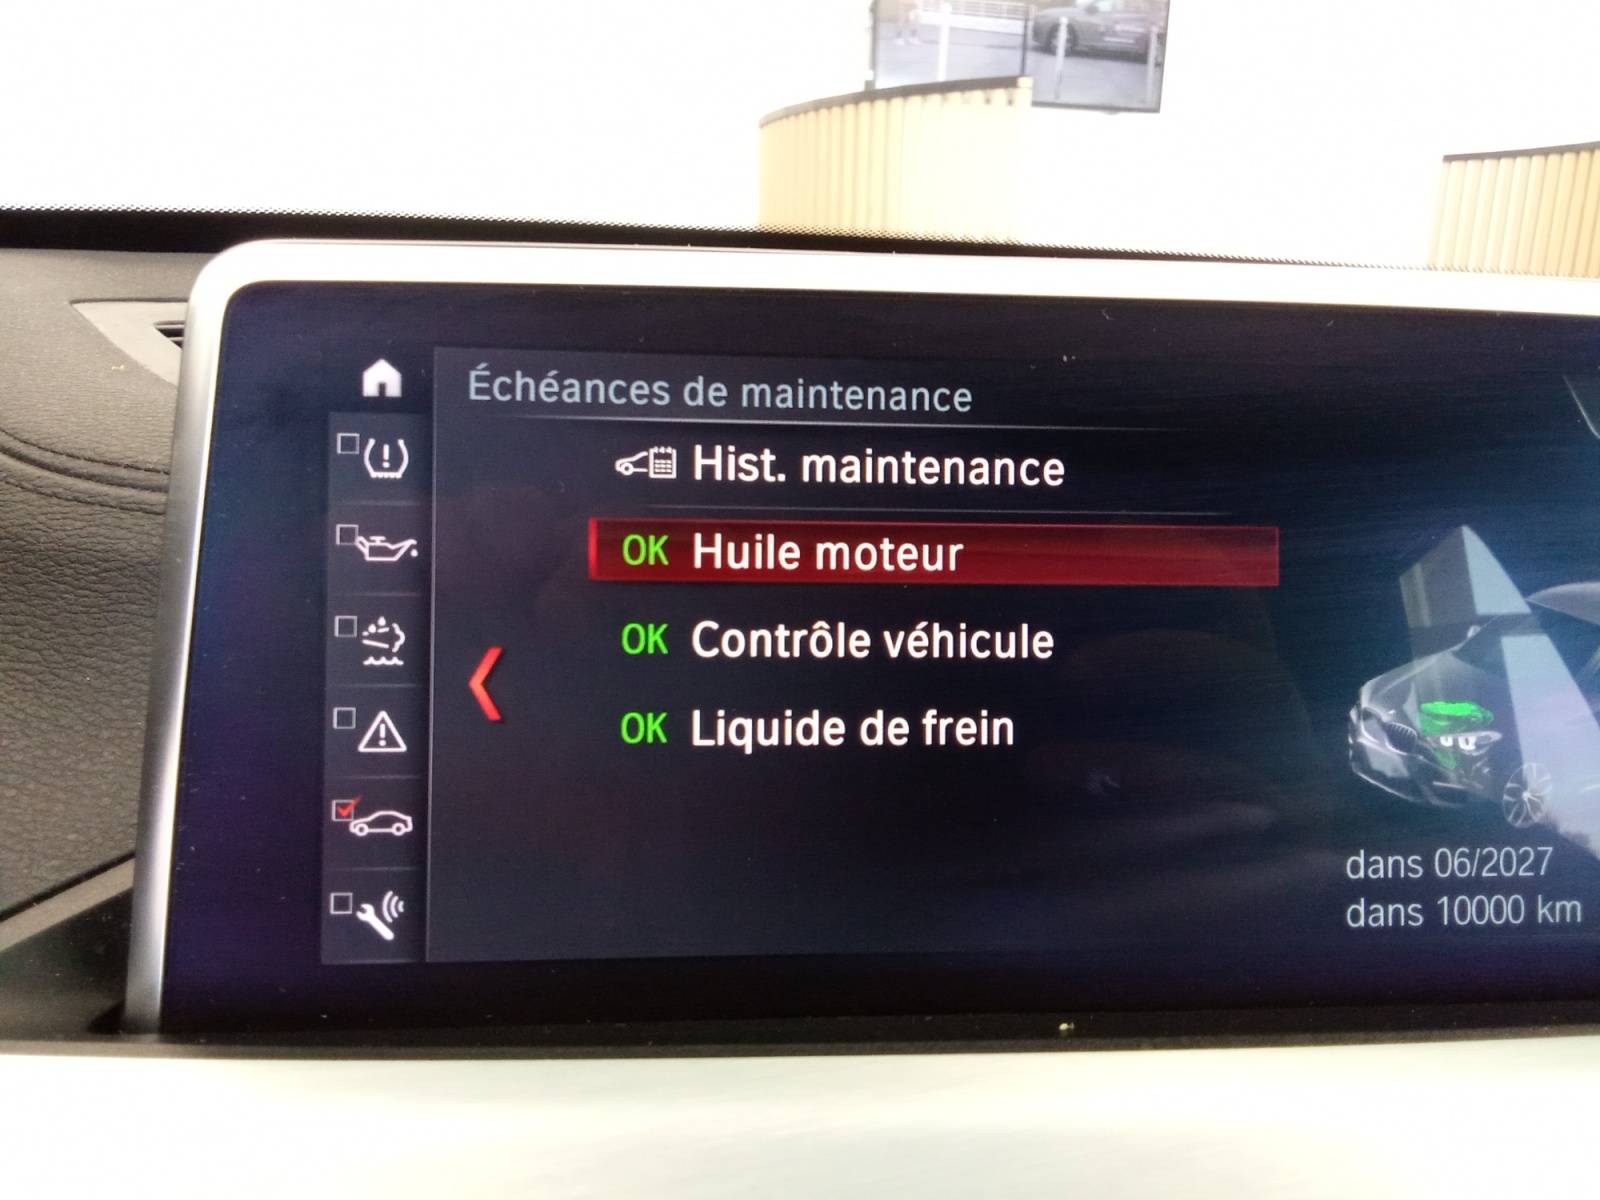 Échéances de maintenance
Hist. maintenance
OK Huile moteur
OK Contrôle véhicule
OK Liquide de frein
dans 06/2027
dans 10000 km